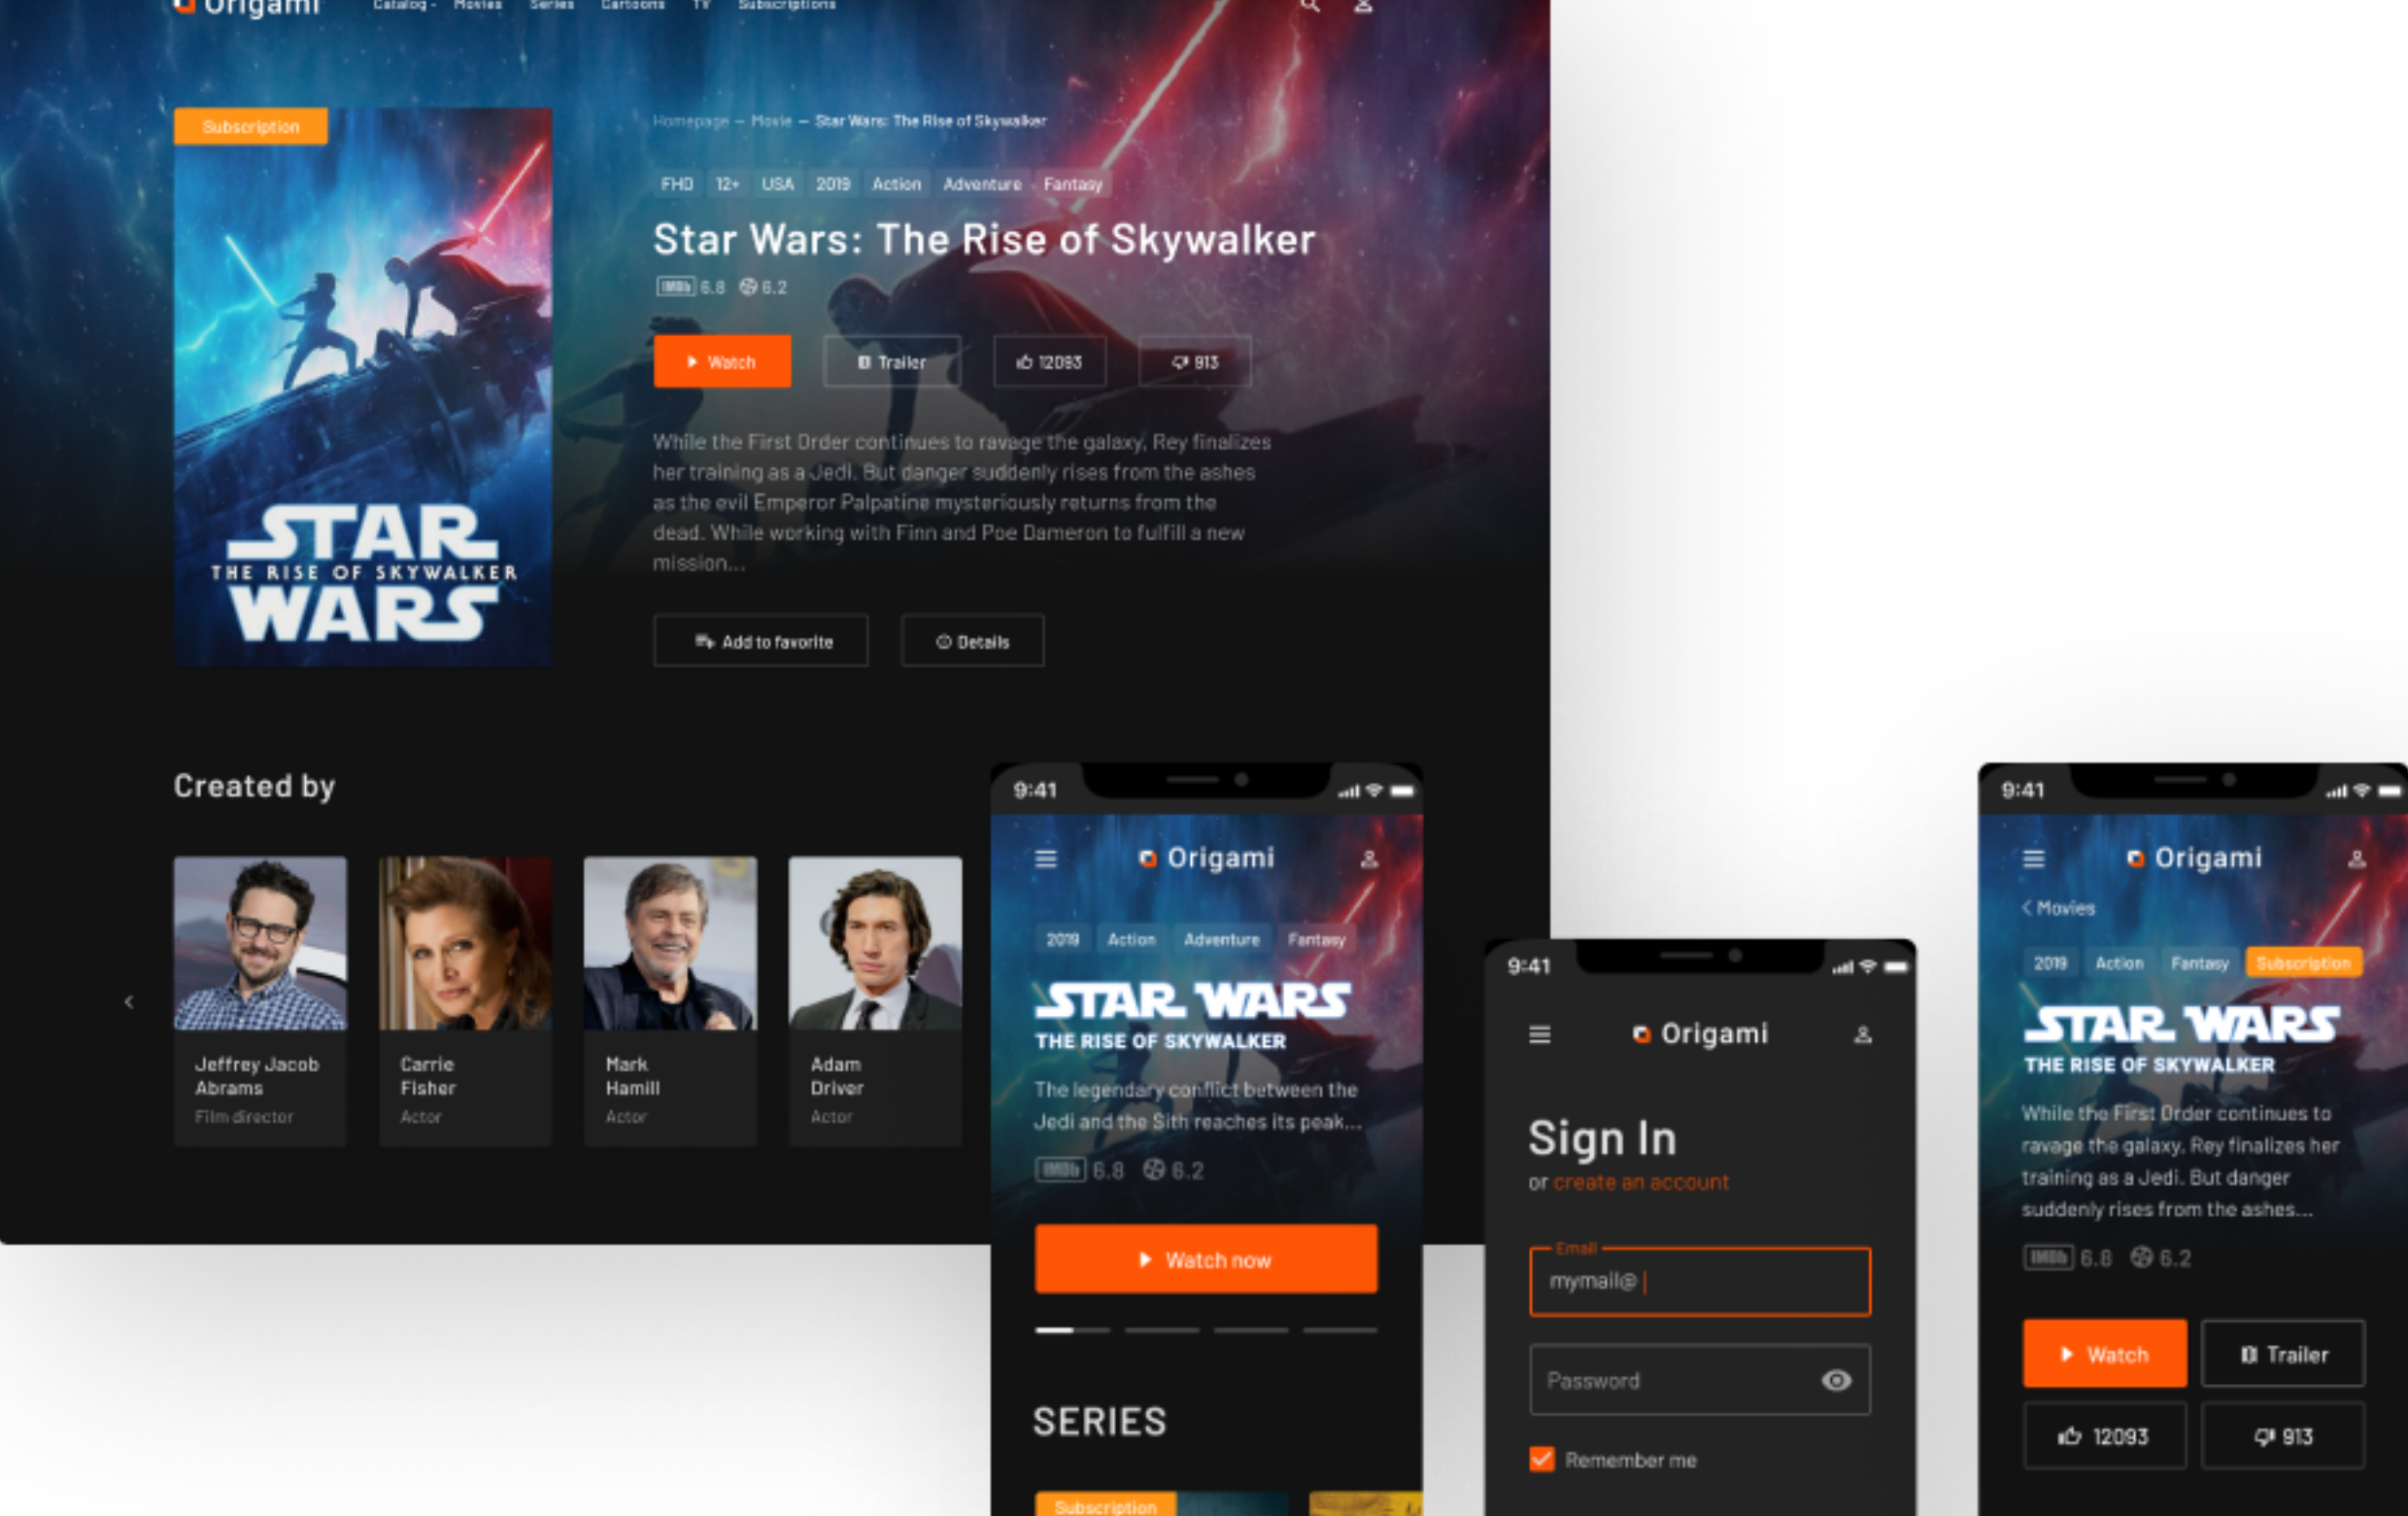 Origami
Catalog Movies Series Cartoons TV Subscriptions
Subscription
STAR
THE RISE OF SKYWALKER
WARS
Homepage — Movie — Star Wars: The Rise of Skywalker
FHD 12+ USA 2019 Action Adventure Fantasy
Star Wars: The Rise of Skywalker
IMDb 6.8 6.2
Watch Trailer 12093 913
While the First Order continues to ravage the galaxy, Rey finalizes
her training as a Jedi. But danger suddenly rises from the ashes
as the evil Emperor Palpatine mysteriously returns from the
dead. While working with Finn and Poe Dameron to fulfill a new
mission...
Add to favorite Details
Created by
Jeffrey Jacob
Abrams
Film director
Carrie
Fisher
Actor
Mark
Hamill
Actor
Adam
Driver
Actor
9:41
Origami
2019 Action Adventure Fantasy
STAR WARS
THE RISE OF SKYWALKER
The legendary conflict between the
Jedi and the Sith reaches its peak...
IMDb 6.8 6.2
Watch now
SERIES
Subscription
9:41
Origami
Sign In
or create an account
Email
mymail@
Password
Remember me
9:41
Origami
< Movies
2019 Action Fantasy Subscription
STAR WARS
THE RISE OF SKYWALKER
While the First Order continues to
ravage the galaxy, Rey finalizes her
training as a Jedi. But danger
suddenly rises from the ashes...
IMDb 6.8 6.2
Watch Trailer
12093 913